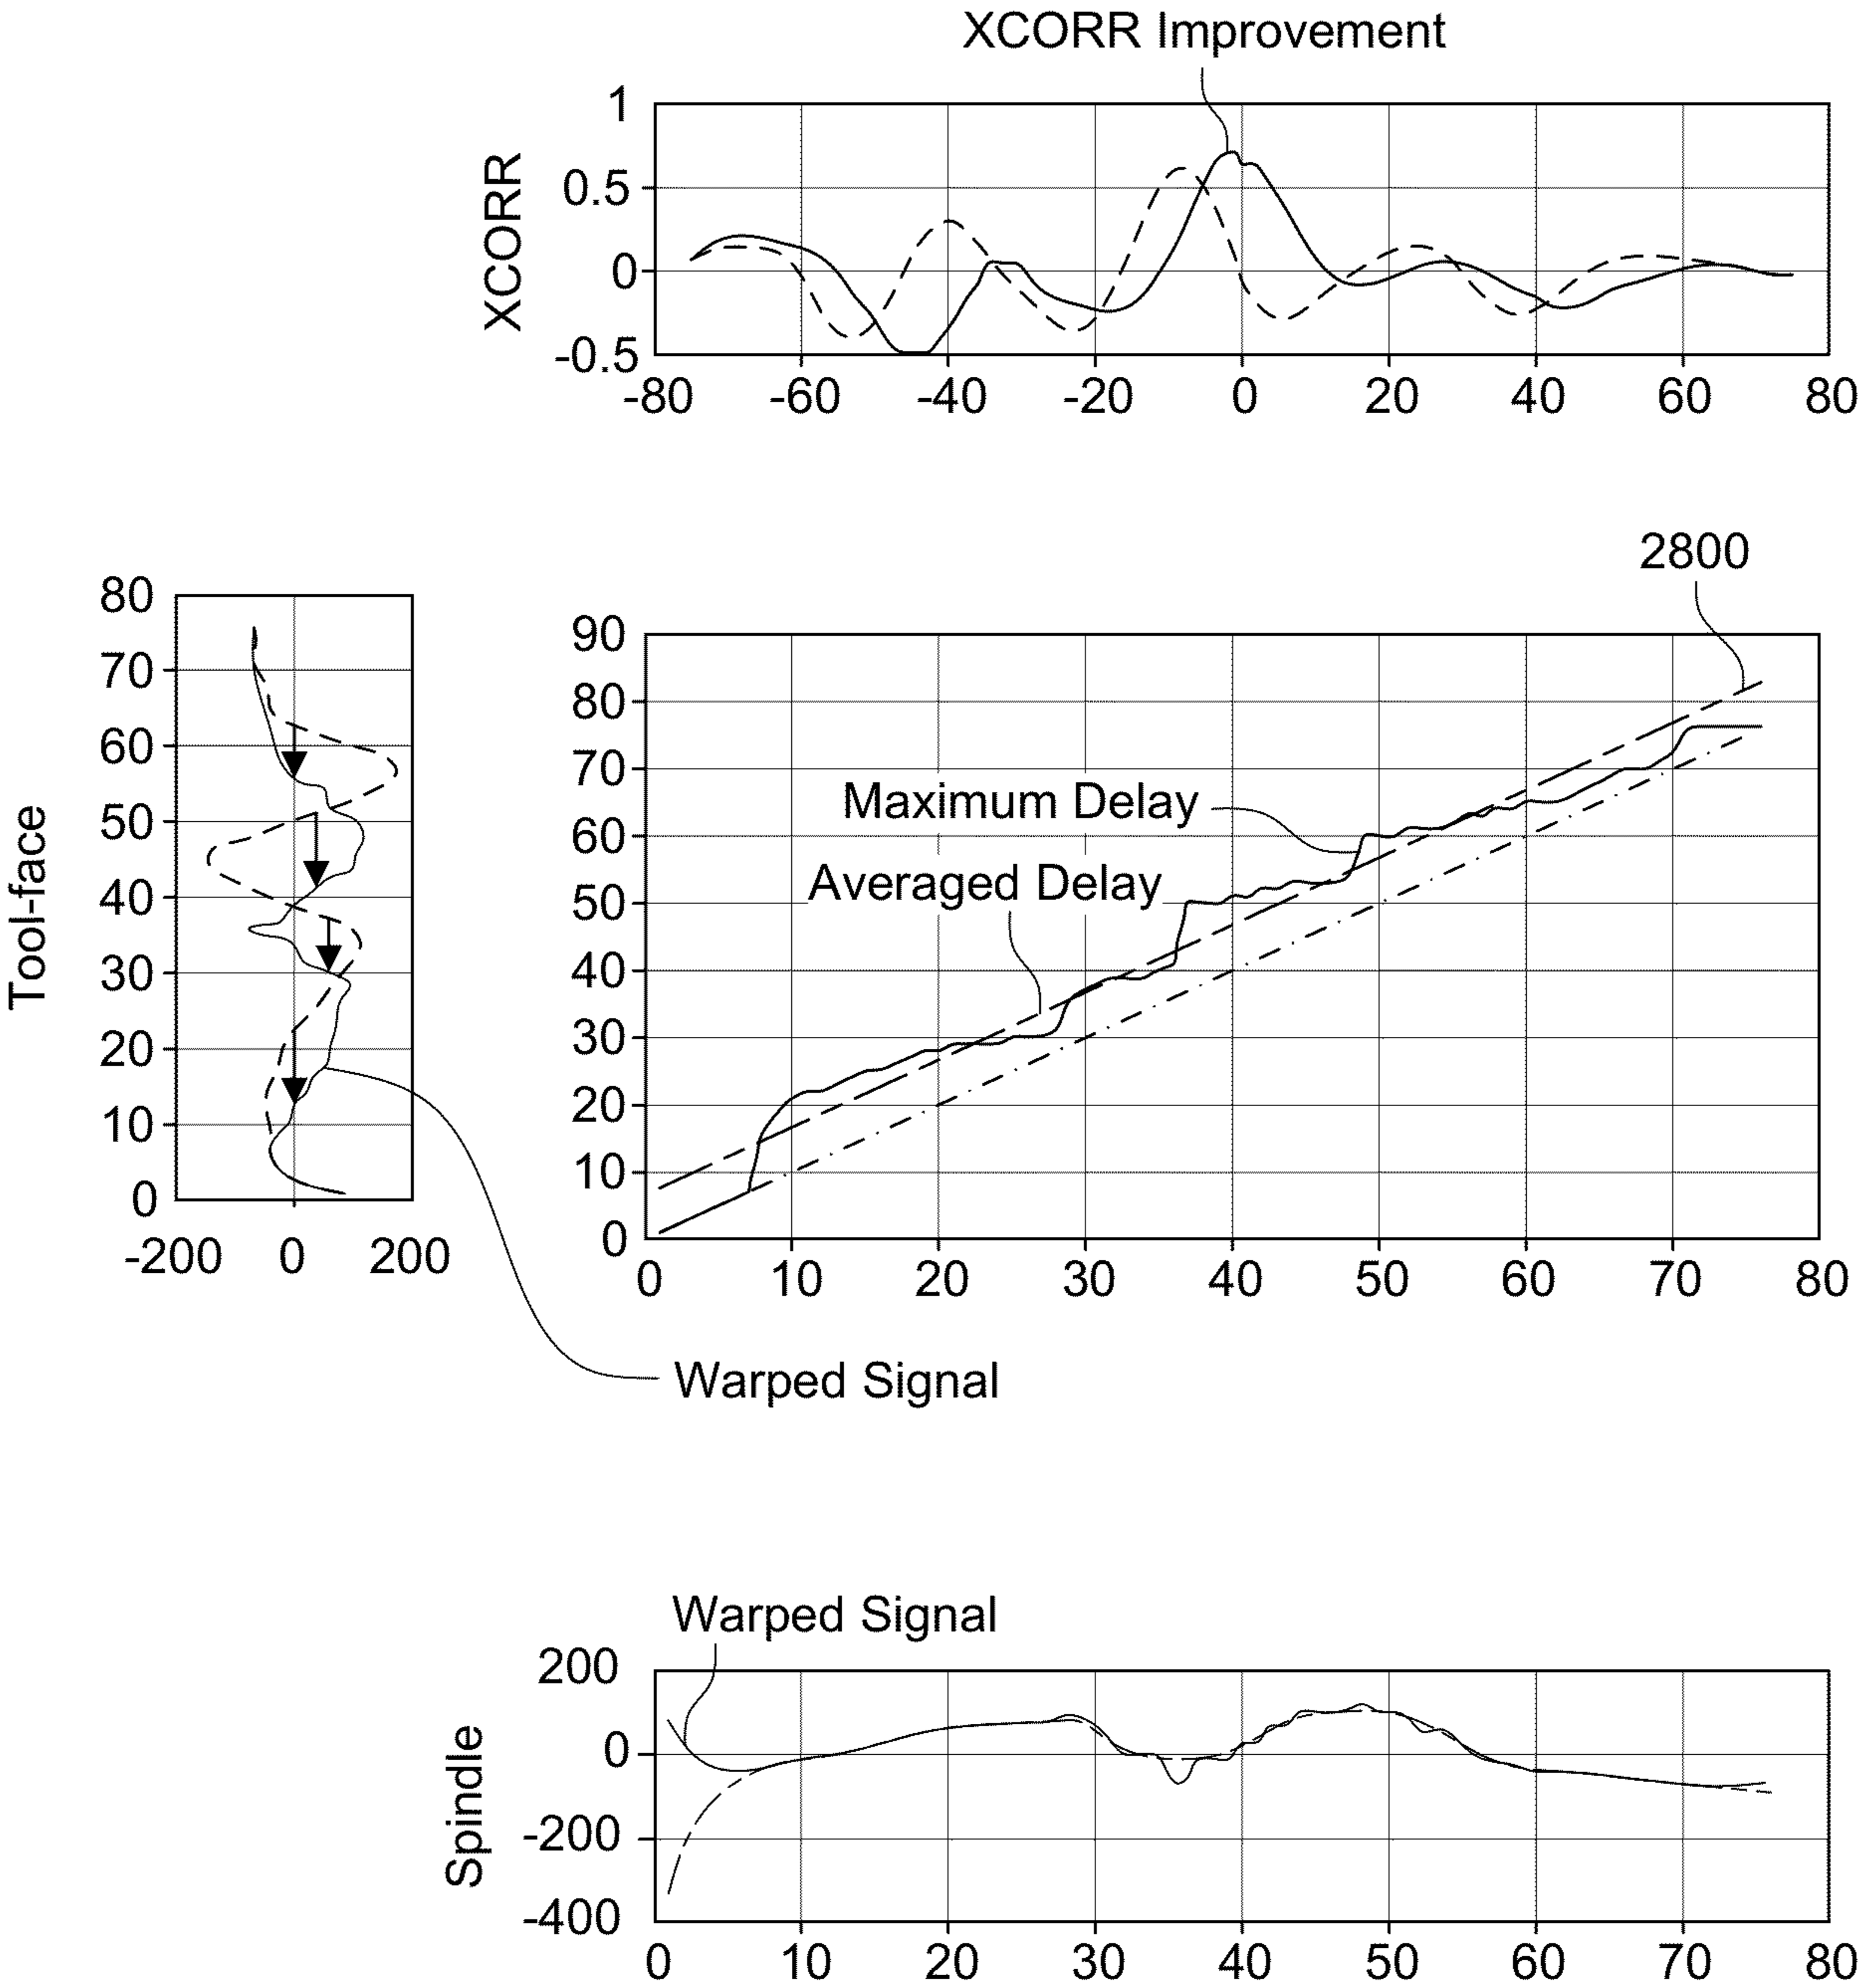 XCORR Improvement
XCORR
1
0.5
0
-0.5
-80 -60 -40 -20 0 20 40 60 80
2800
Tool-face
80
70
60
50
40
30
20
10
0
-200 0 200
90
80
70
60
50
40
30
20
10
0
Maximum Delay
Averaged Delay
0 10 20 30 40 50 60 70 80
Warped Signal
Warped Signal
Spindle
200
0
-200
-400
0 10 20 30 40 50 60 70 80